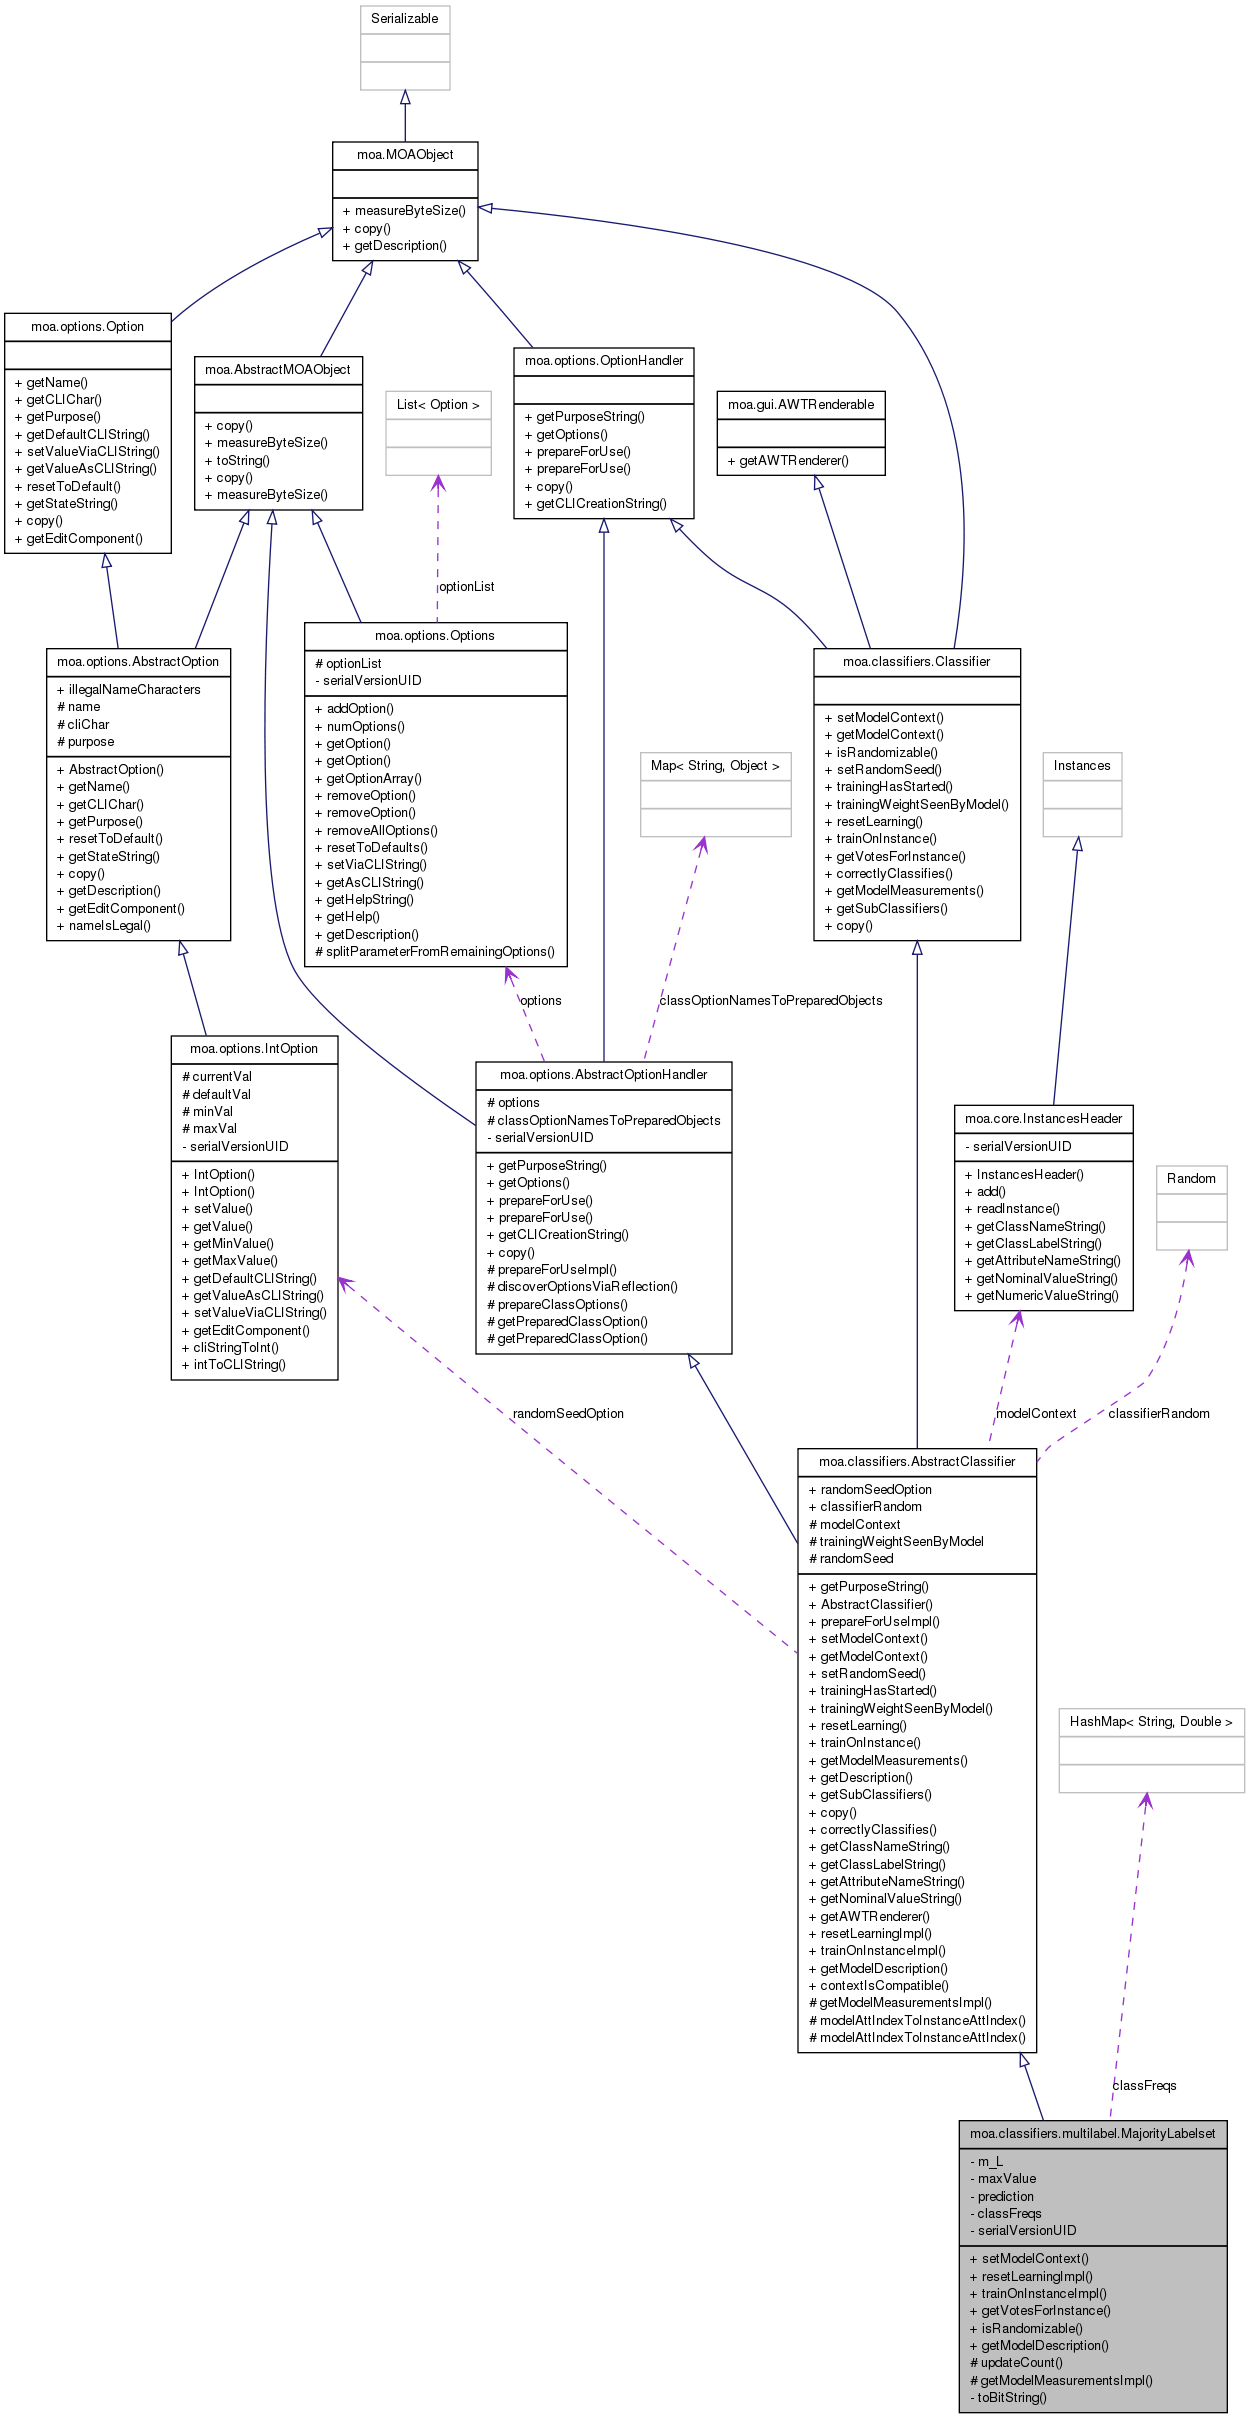 Serializable
moa.MOAObject
+ measureByteSize()
+ copy()
+ getDescription()
moa.options.Option
+ getName()
+ getCLIChar()
+ getPurpose()
+ getDefaultCLIString()
+ setValueViaCLIString()
+ getValueAsCLIString()
+ resetToDefault()
+ getStateString()
+ copy()
+ getEditComponent()
moa.AbstractMOAObject
+ copy()
+ measureByteSize()
+ toString()
+ copy()
+ measureByteSize()
List< Option >
moa.options.OptionHandler
+ getPurposeString()
+ getOptions()
+ prepareForUse()
+ prepareForUse()
+ copy()
+ getCLICreationString()
moa.gui.AWTRenderable
+ getAWTRenderer()
optionList
moa.options.AbstractOption
+ illegalNameCharacters
# name
# cliChar
# purpose
+ AbstractOption()
+ getName()
+ getCLIChar()
+ getPurpose()
+ resetToDefault()
+ getStateString()
+ copy()
+ getDescription()
+ getEditComponent()
+ nameIsLegal()
moa.options.Options
# optionList
- serialVersionUID
+ addOption()
+ numOptions()
+ getOption()
+ getOption()
+ getOptionArray()
+ removeOption()
+ removeOption()
+ removeAllOptions()
+ resetToDefaults()
+ setViaCLIString()
+ getAsCLIString()
+ getHelpString()
+ getHelp()
+ getDescription()
# splitParameterFromRemainingOptions()
Map< String, Object >
moa.classifiers.Classifier
+ setModelContext()
+ getModelContext()
+ isRandomizable()
+ setRandomSeed()
+ trainingHasStarted()
+ trainingWeightSeenByModel()
+ resetLearning()
+ trainOnInstance()
+ getVotesForInstance()
+ correctlyClassifies()
+ getModelMeasurements()
+ getSubClassifiers()
+ copy()
Instances
options
classOptionNamesToPreparedObjects
moa.options.IntOption
# currentVal
# defaultVal
# minVal
# maxVal
- serialVersionUID
+ IntOption()
+ IntOption()
+ setValue()
+ getValue()
+ getMinValue()
+ getMaxValue()
+ getDefaultCLIString()
+ getValueAsCLIString()
+ setValueViaCLIString()
+ getEditComponent()
+ cliStringToInt()
+ intToCLIString()
moa.options.AbstractOptionHandler
# options
# classOptionNamesToPreparedObjects
- serialVersionUID
+ getPurposeString()
+ getOptions()
+ prepareForUse()
+ prepareForUse()
+ getCLICreationString()
+ copy()
# prepareForUseImpl()
# discoverOptionsViaReflection()
# prepareClassOptions()
# getPreparedClassOption()
# getPreparedClassOption()
moa.core.InstancesHeader
- serialVersionUID
+ InstancesHeader()
+ add()
+ readInstance()
+ getClassNameString()
+ getClassLabelString()
+ getAttributeNameString()
+ getNominalValueString()
+ getNumericValueString()
Random
randomSeedOption
modelContext
classifierRandom
moa.classifiers.AbstractClassifier
+ randomSeedOption
+ classifierRandom
# modelContext
# trainingWeightSeenByModel
# randomSeed
+ getPurposeString()
+ AbstractClassifier()
+ prepareForUseImpl()
+ setModelContext()
+ getModelContext()
+ setRandomSeed()
+ trainingHasStarted()
+ trainingWeightSeenByModel()
+ resetLearning()
+ trainOnInstance()
+ getModelMeasurements()
+ getDescription()
+ getSubClassifiers()
+ copy()
+ correctlyClassifies()
+ getClassNameString()
+ getClassLabelString()
+ getAttributeNameString()
+ getNominalValueString()
+ getAWTRenderer()
+ resetLearningImpl()
+ trainOnInstanceImpl()
+ getModelDescription()
+ contextIsCompatible()
# getModelMeasurementsImpl()
# modelAttIndexToInstanceAttIndex()
# modelAttIndexToInstanceAttIndex()
HashMap< String, Double >
classFreqs
moa.classifiers.multilabel.MajorityLabelset
- m_L
- maxValue
- prediction
- classFreqs
- serialVersionUID
+ setModelContext()
+ resetLearningImpl()
+ trainOnInstanceImpl()
+ getVotesForInstance()
+ isRandomizable()
+ getModelDescription()
# updateCount()
# getModelMeasurementsImpl()
- toBitString()